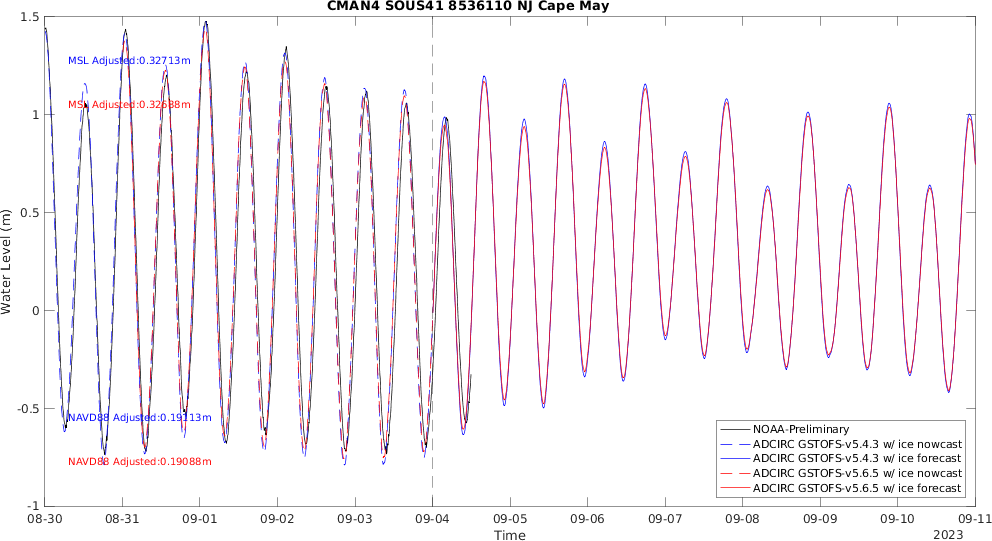 CMAN4 SOUS41 8536110 NJ Cape May
1.5
1
0.5
0
-0.5
-1
Water Level (m)
MSL Adjusted:0.32713m
MSL Adjusted:0.32688m
NAVD88 Adjusted:0.19113m
NAVD88 Adjusted:0.19088m
NOAA-Preliminary
ADCIRC GSTOFS-v5.4.3 w/ ice nowcast
ADCIRC GSTOFS-v5.4.3 w/ ice forecast
ADCIRC GSTOFS-v5.6.5 w/ ice nowcast
ADCIRC GSTOFS-v5.6.5 w/ ice forecast
08-30 08-31 09-01 09-02 09-03 09-04 09-05 09-06 09-07 09-08 09-09 09-10 09-11
Time
2023